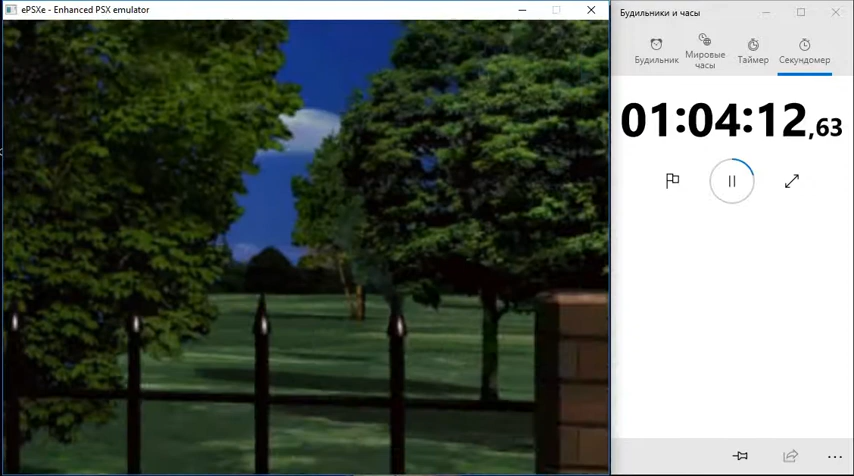 ePSXe - Enhanced PSX emulator
Будильники и часы
Будильник
Мировые
часы
Таймер
Секундомер
01:04:12,63